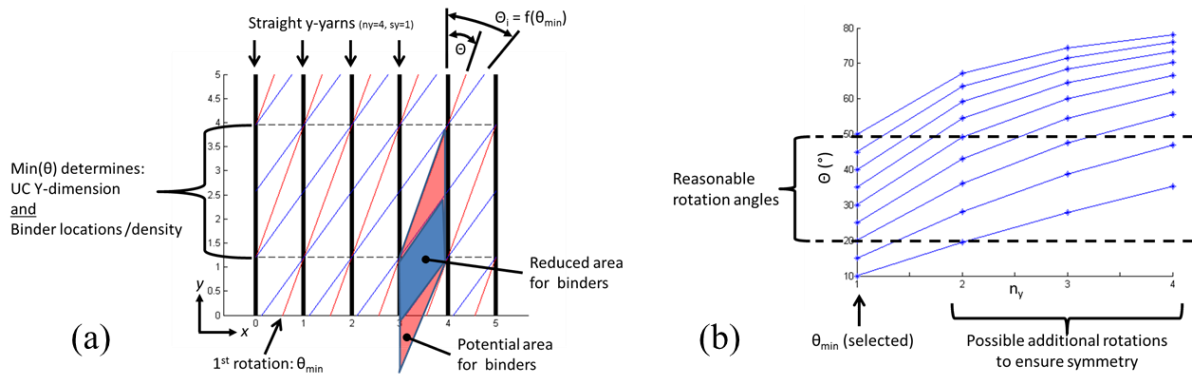 Straight y-yarns (ny=4, sy=1)
Θi = f(θmin)
Θ
5
4.5
4
3.5
3
2.5
2
1.5
1
0.5
0
0 1 2 3 4 5
Min(θ) determines:
UC Y-dimension
and
Binder locations/density
y
x
(a)
1st rotation: θmin
Reduced area
for binders
Potential area
for binders
80
70
60
50
40
30
20
10
Θ (°)
Reasonable
rotation angles
1 2 3 4
ny
(b)
θmin (selected)
Possible additional rotations
to ensure symmetry